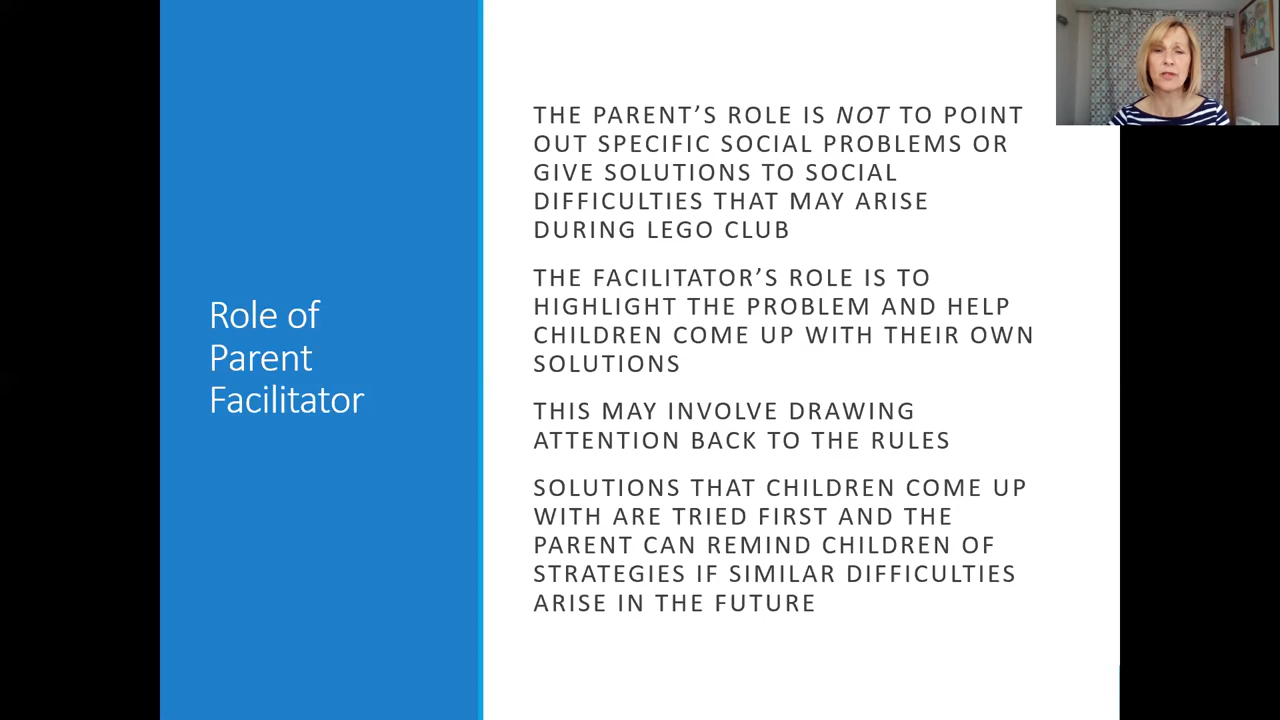 Role of
Parent
Facilitator
THE PARENT’S ROLE IS NOT TO POINT
OUT SPECIFIC SOCIAL PROBLEMS OR
GIVE SOLUTIONS TO SOCIAL
DIFFICULTIES THAT MAY ARISE
DURING LEGO CLUB
THE FACILITATOR’S ROLE IS TO
HIGHLIGHT THE PROBLEM AND HELP
CHILDREN COME UP WITH THEIR OWN
SOLUTIONS
THIS MAY INVOLVE DRAWING
ATTENTION BACK TO THE RULES
SOLUTIONS THAT CHILDREN COME UP
WITH ARE TRIED FIRST AND THE
PARENT CAN REMIND CHILDREN OF
STRATEGIES IF SIMILAR DIFFICULTIES
ARISE IN THE FUTURE